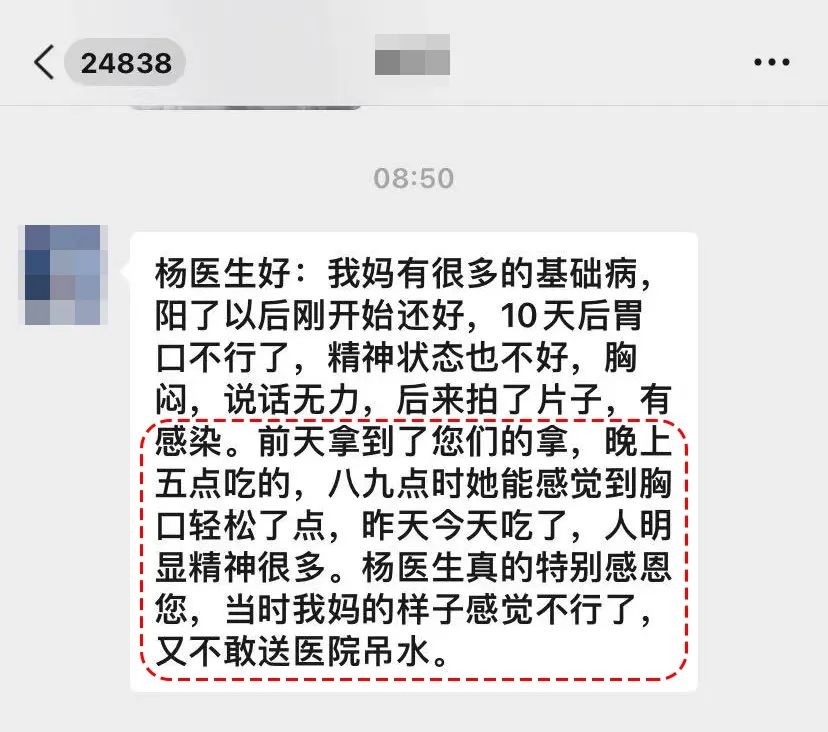 24838
08:50
杨医生好：我妈有很多的基础病，
阳了以后刚开始还好，10天后胃
口不行了，精神状态也不好，胸
闷，说话无力，后来拍了片子，有
感染。前天拿到了您们的拿，晚上
五点吃的，八九点时她能感觉到胸
口轻松了点，昨天今天吃了，人明
显精神很多。杨医生真的特别感恩
您，当时我妈的样子感觉不行了，
又不敢送医院吊水。